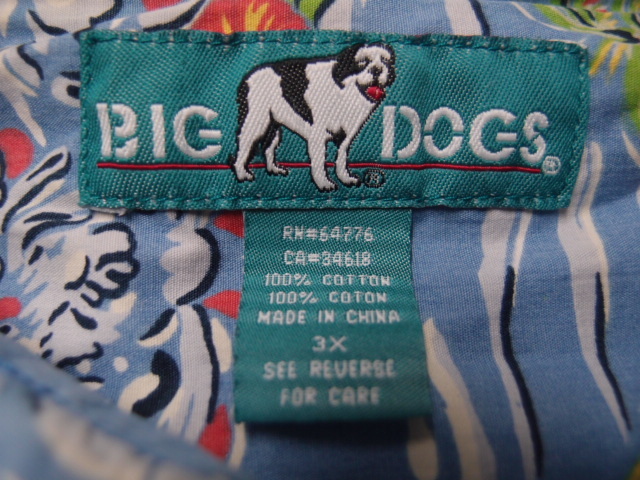 BIG DOGS®
®
RN#64776
CA#34618
100% COTTON
100% COTON
MADE IN CHINA
3X
SEE REVERSE
FOR CARE